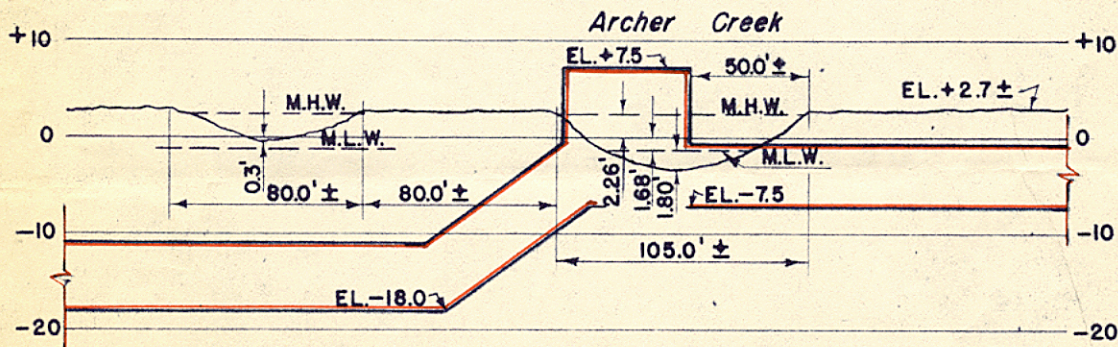 Archer Creek
+10
+10
EL.+7.5
50.0' ±
EL.+2.7 ±
M.H.W.
M.H.W.
0
0
M.L.W.
M.L.W.
0.3'
2.26'
1.68'
1.80'
80.0' ±
80.0' ±
EL.-7.5
-10
-10
105.0' ±
EL.-18.0
-20
-20